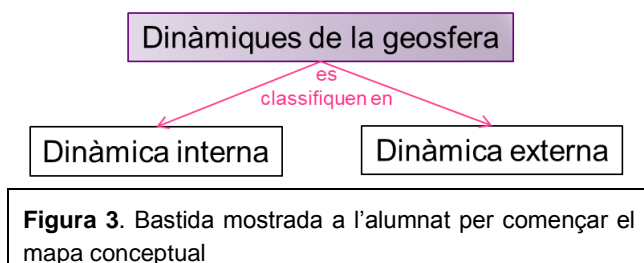 Dinàmiques de la geosfera
es
classifiquen en
Dinàmica interna
Dinàmica externa
Figura 3. Bastida mostrada a l’alumnat per començar el
mapa conceptual